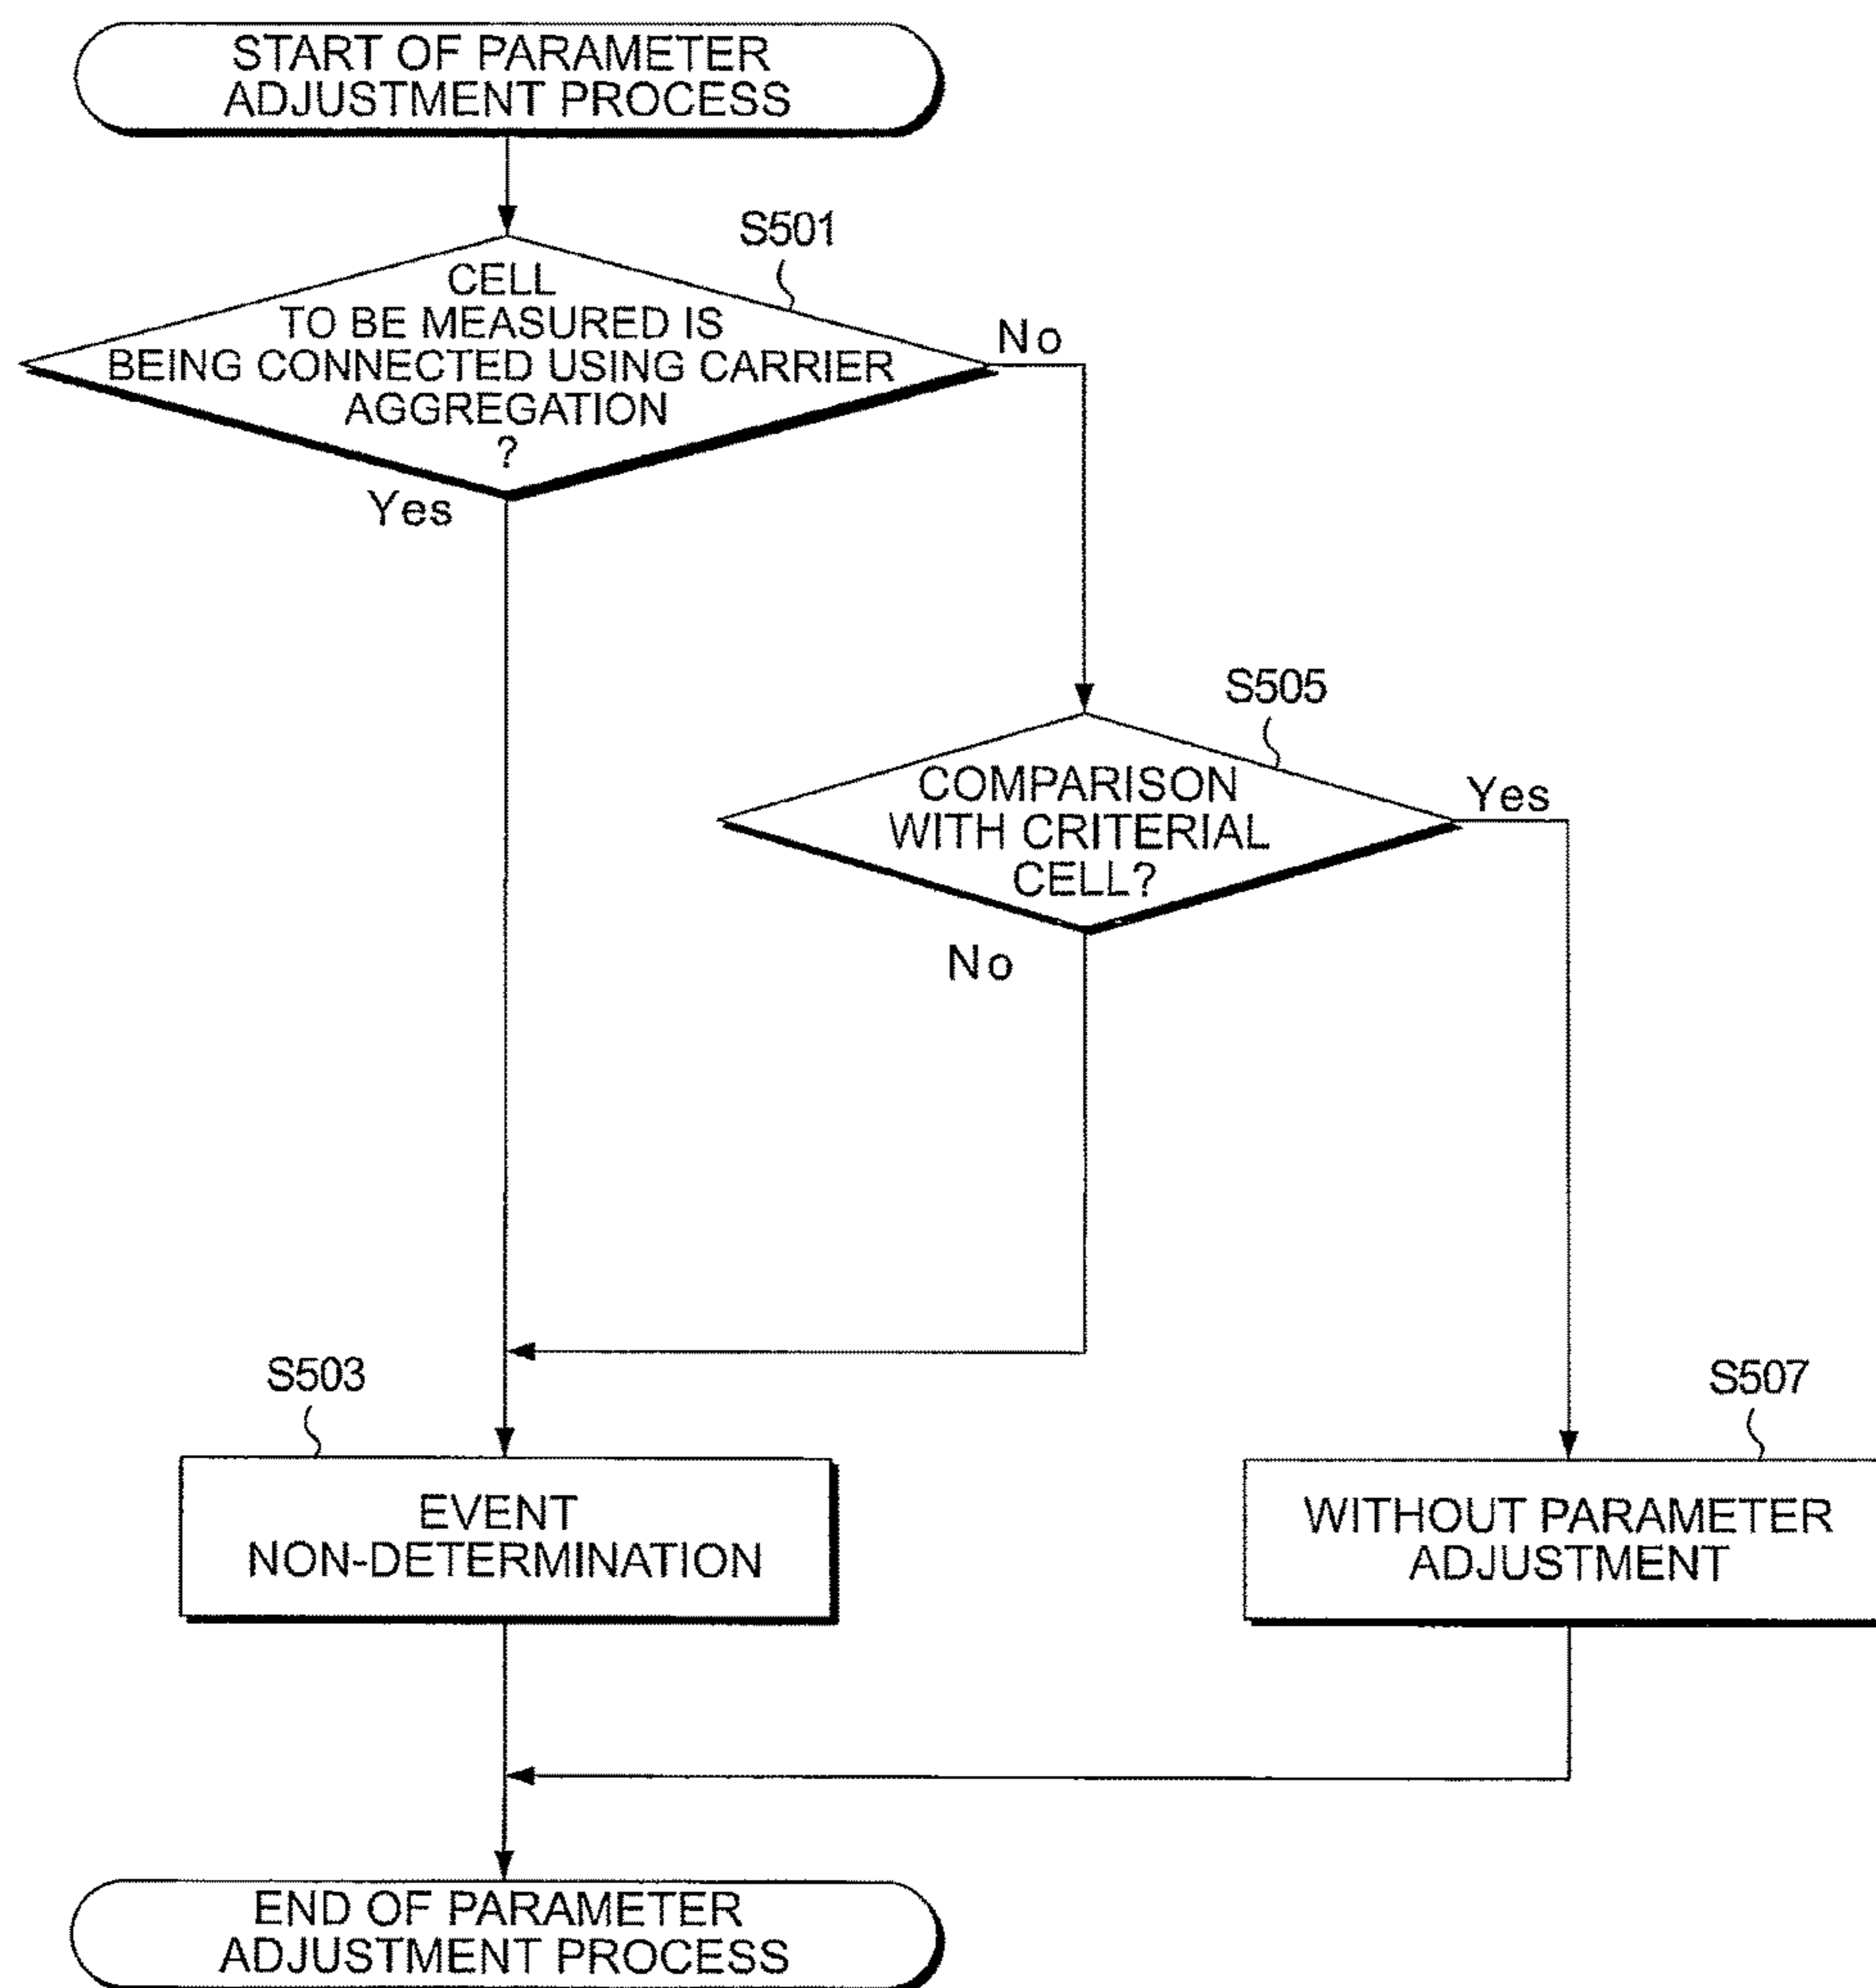 START OF PARAMETER
ADJUSTMENT PROCESS
S501
CELL
TO BE MEASURED IS
BEING CONNECTED USING CARRIER
AGGREGATION
?
No
Yes
S505
COMPARISON
WITH CRITERIAL
CELL?
Yes
No
S503
EVENT
NON-DETERMINATION
S507
WITHOUT PARAMETER
ADJUSTMENT
END OF PARAMETER
ADJUSTMENT PROCESS